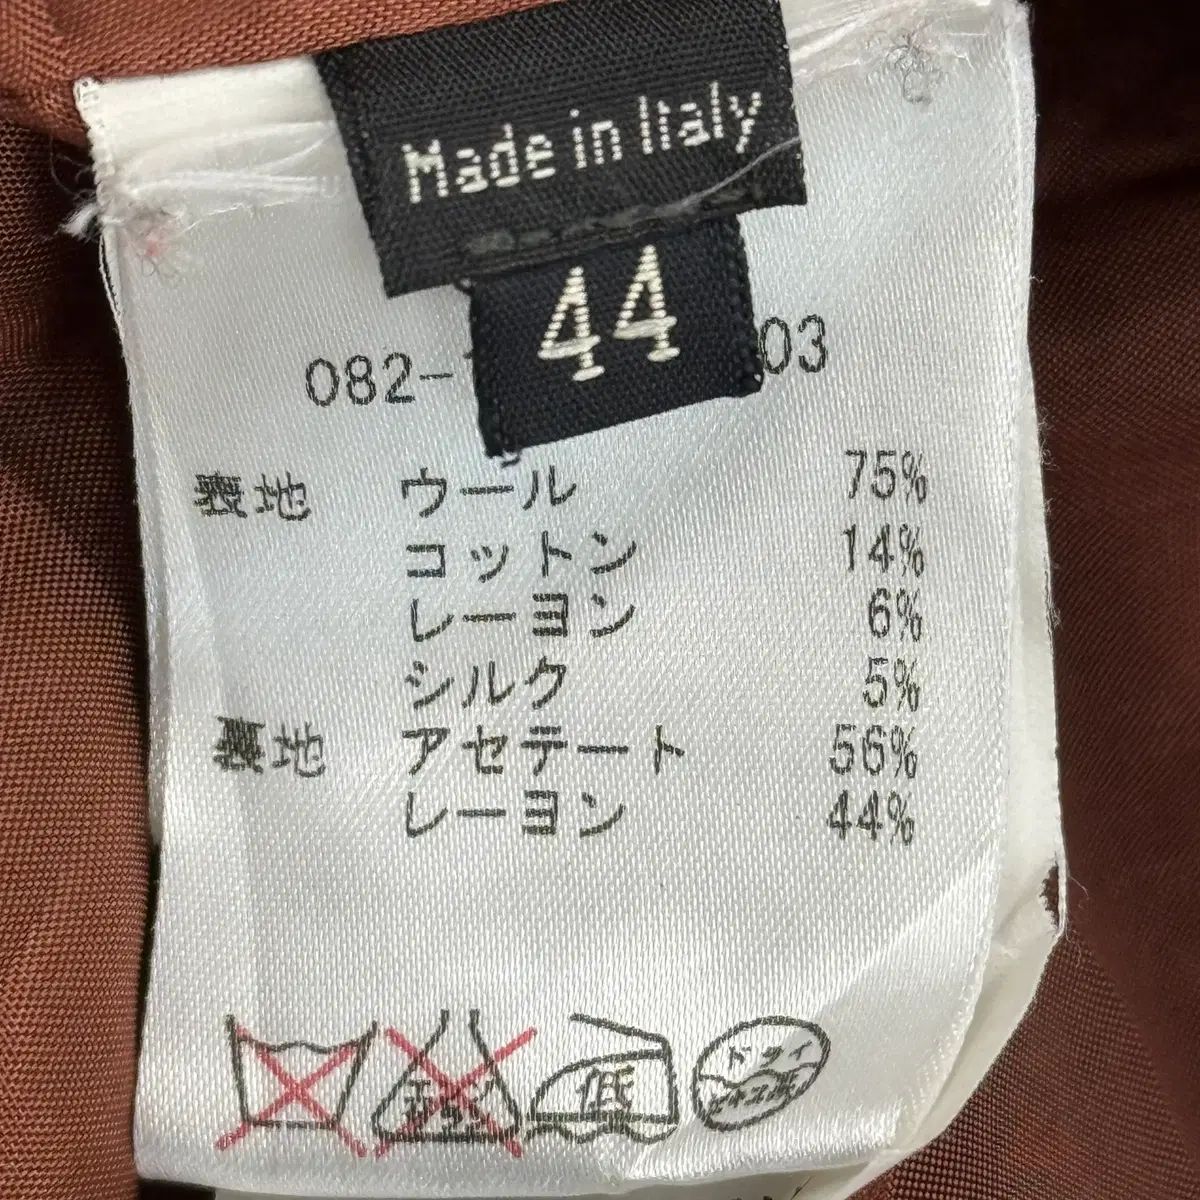 Made in Italy
44
082- 03
表地 ウール 75%
コットン 14%
レーヨン 6%
シルク 5%
裏地 アセテート 56%
レーヨン 44%
低
ドライ